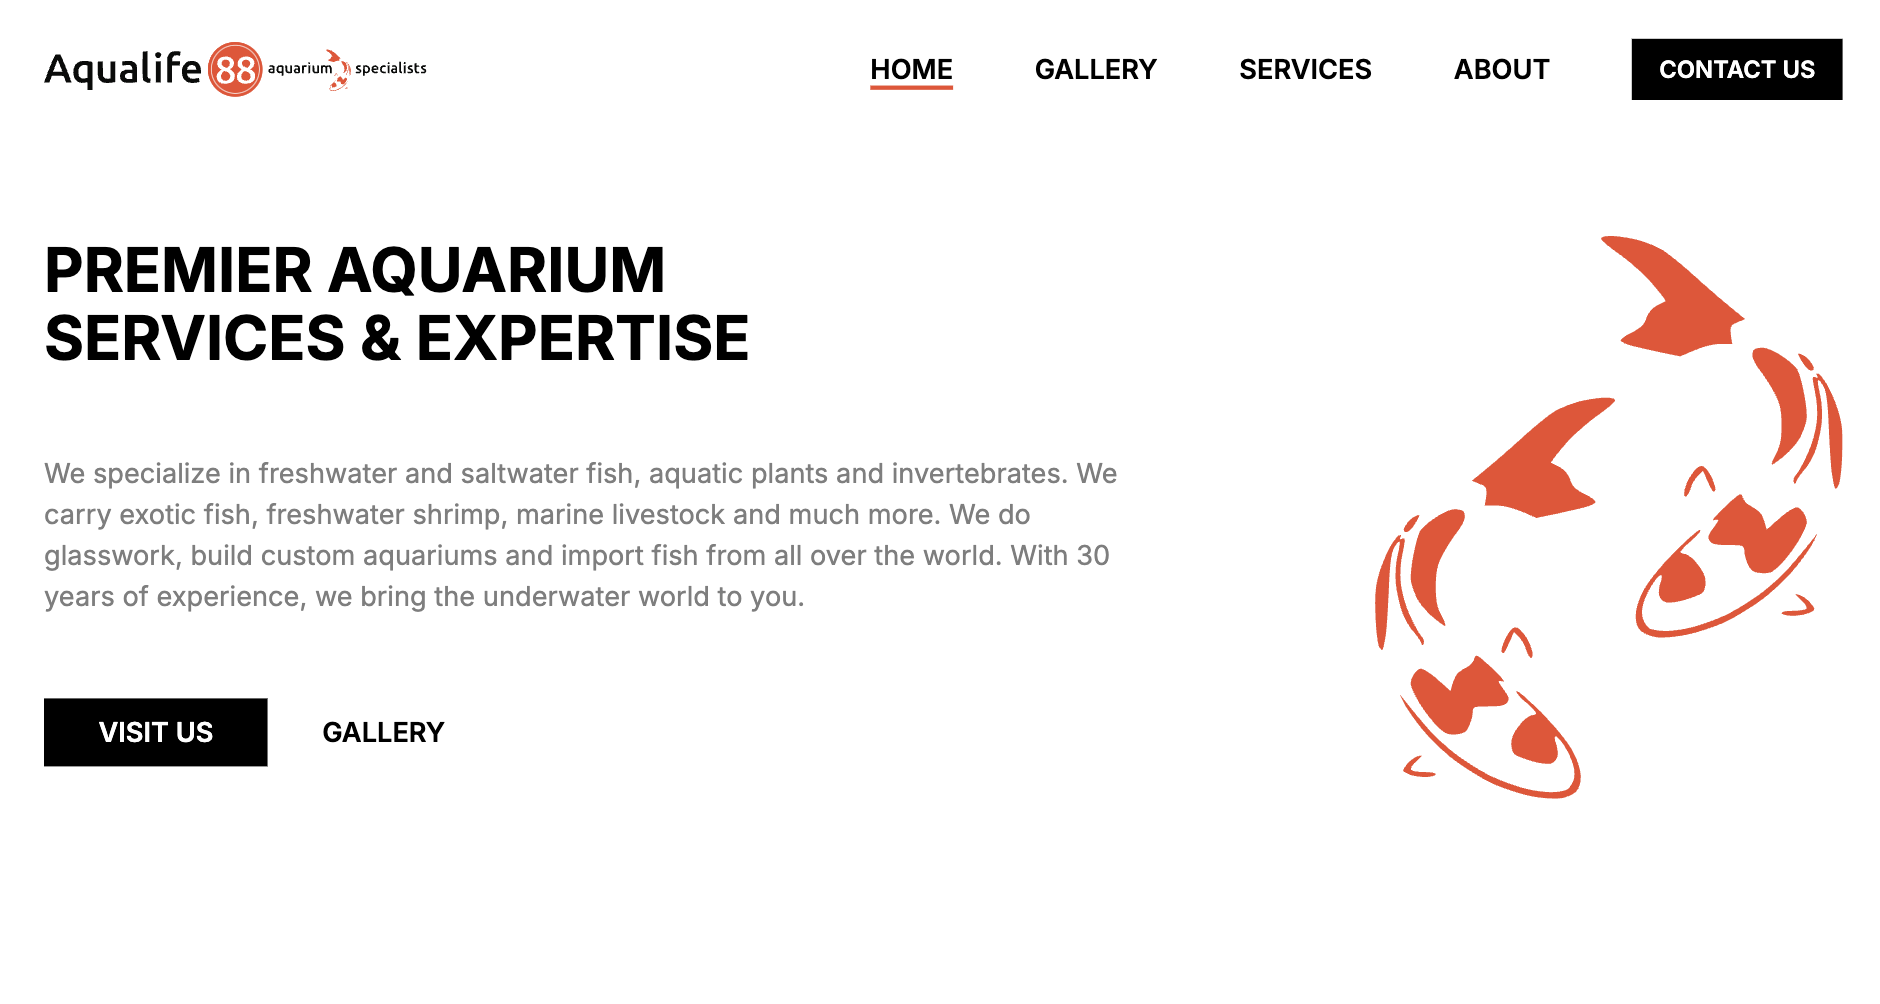 Aqualife 88 aquarium specialists
HOME GALLERY SERVICES ABOUT CONTACT US
PREMIER AQUARIUM
SERVICES & EXPERTISE
We specialize in freshwater and saltwater fish, aquatic plants and invertebrates. We
carry exotic fish, freshwater shrimp, marine livestock and much more. We do
glasswork, build custom aquariums and import fish from all over the world. With 30
years of experience, we bring the underwater world to you.
VISIT US GALLERY